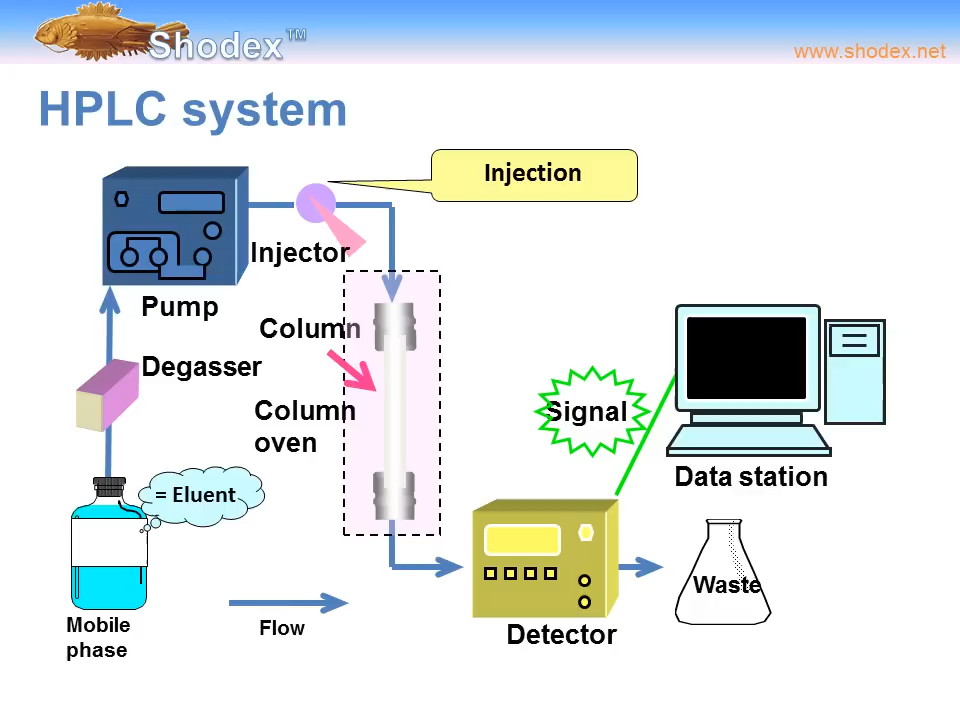 Shodex™
www.shodex.net
HPLC system
Injection
Injector
Pump
Column
Degasser
Column
oven
Signal
= Eluent
Data station
Waste
Mobile
phase
Flow
Detector